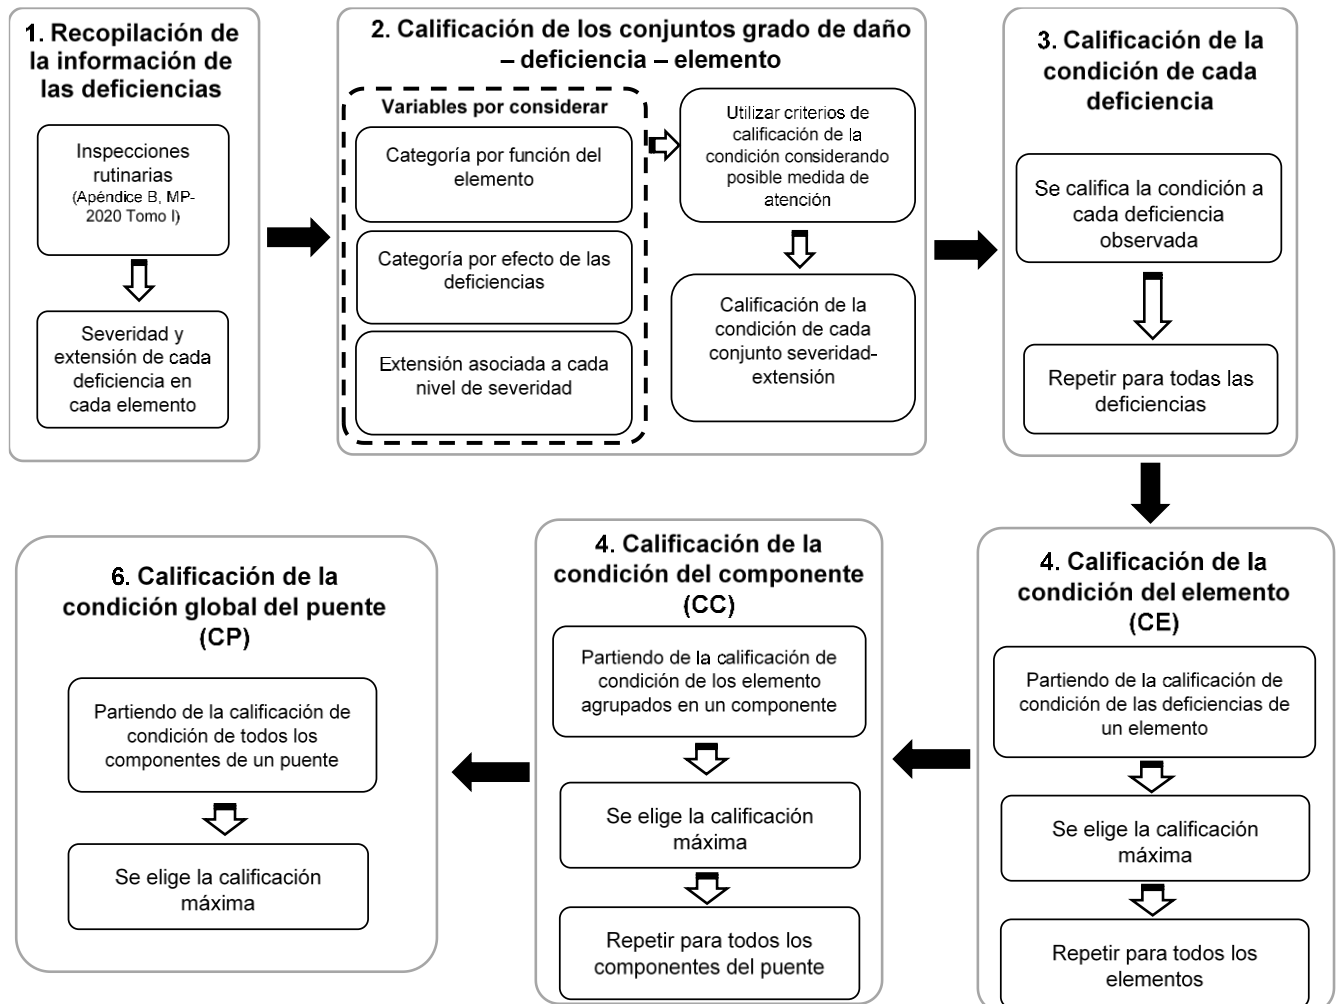 1. Recopilación de
la información de
las deficiencias
Inspecciones
rutinarias
(Apéndice B, MP-
2020 Tomo I)
Severidad y
extensión de cada
deficiencia en
cada elemento
2. Calificación de los conjuntos grado de daño
– deficiencia – elemento
Variables por considerar
Categoría por función del
elemento
Categoría por efecto de las
deficiencias
Extensión asociada a cada
nivel de severidad
Utilizar criterios de
calificación de la
condición considerando
posible medida de
atención
Calificación de la
condición de cada
conjunto severidad-
extensión
3. Calificación de la
condición de cada
deficiencia
Se califica la condición a
cada deficiencia
observada
Repetir para todas las
deficiencias
4. Calificación de la
condición del elemento
(CE)
Partiendo de la calificación de
condición de las deficiencias de
un elemento
Se elige la calificación
máxima
Repetir para todos los
elementos
4. Calificación de la
condición del componente
(CC)
Partiendo de la calificación de
condición de los elemento
agrupados en un componente
Se elige la calificación
máxima
Repetir para todos los
componentes del puente
6. Calificación de la
condición global del puente
(CP)
Partiendo de la calificación de
condición de todos los
componentes de un puente
Se elige la calificación
máxima